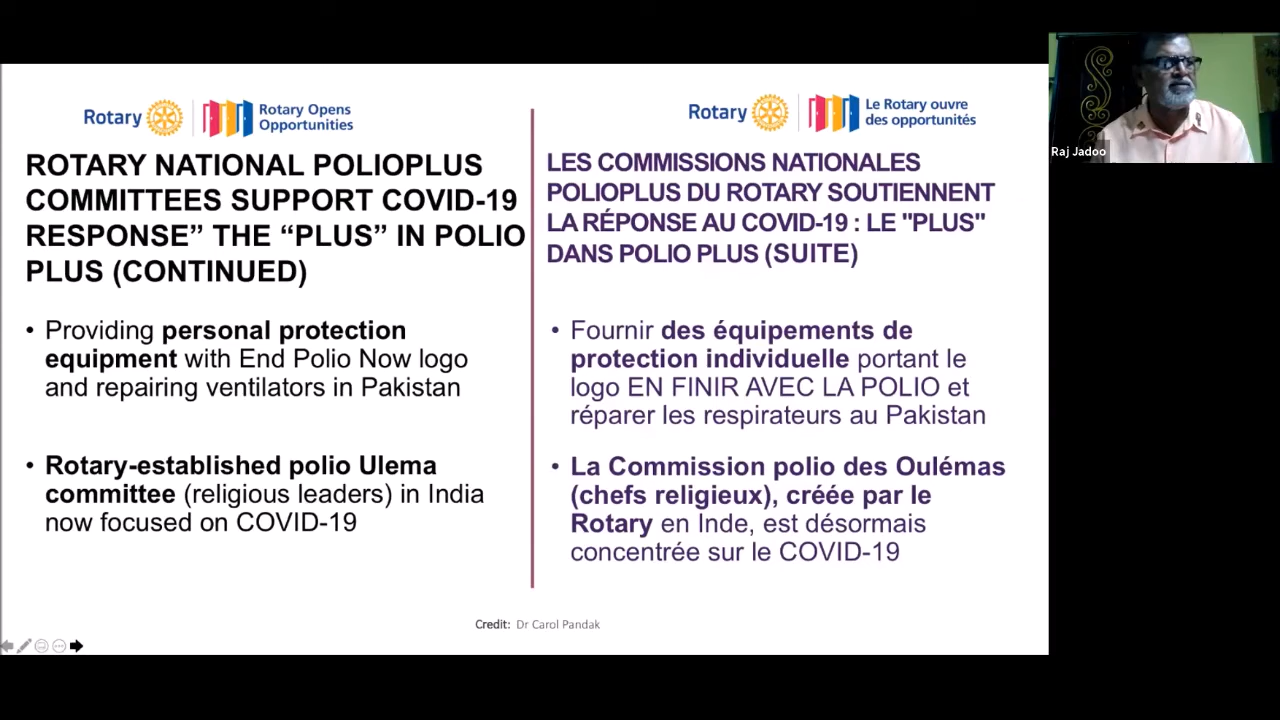 Rotary
Rotary Opens
Opportunities
ROTARY NATIONAL POLIOPLUS
COMMITTEES SUPPORT COVID-19
RESPONSE” THE “PLUS” IN POLIO
PLUS (CONTINUED)
• Providing personal protection
equipment with End Polio Now logo
and repairing ventilators in Pakistan
• Rotary-established polio Ulema
committee (religious leaders) in India
now focused on COVID-19
Rotary
Le Rotary ouvre
des opportunités
LES COMMISSIONS NATIONALES
POLIOPLUS DU ROTARY SOUTIENNENT
LA RÉPONSE AU COVID-19 : LE "PLUS"
DANS POLIO PLUS (SUITE)
• Fournir des équipements de
protection individuelle portant le
logo EN FINIR AVEC LA POLIO et
réparer les respirateurs au Pakistan
• La Commission polio des Oulémas
(chefs religieux), créée par le
Rotary en Inde, est désormais
concentrée sur le COVID-19
Credit: Dr Carol Pandak
Raj Jadoo